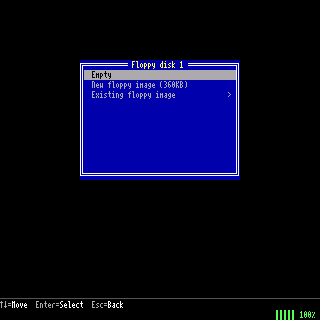 Floppy disk 1
Empty
New floppy image (360KB)
Existing floppy image >
↑↓=Move Enter=Select Esc=Back
100%